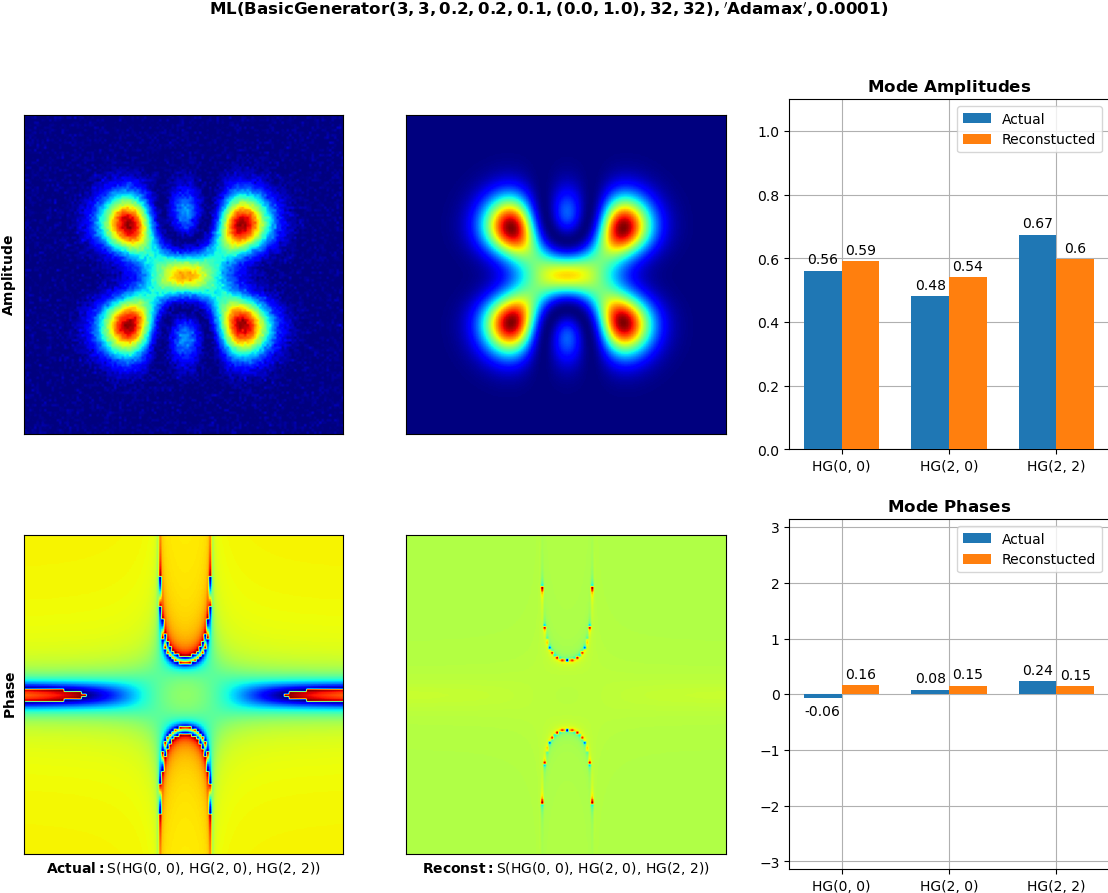 ML(BasicGenerator(3, 3, 0.2, 0.2, 0.1, (0.0, 1.0), 32, 32), ′Adamax′, 0.0001)
Amplitude
Mode Amplitudes
Actual
Reconstucted
1.0
0.8
0.6
0.4
0.2
0.0
0.56
0.59
0.48
0.54
0.67
0.6
HG(0, 0)
HG(2, 0)
HG(2, 2)
Phase
Actual: S(HG(0, 0), HG(2, 0), HG(2, 2))
Reconst: S(HG(0, 0), HG(2, 0), HG(2, 2))
Mode Phases
Actual
Reconstucted
3
2
1
0
−1
−2
−3
-0.06
0.16
0.08
0.15
0.24
0.15
HG(0, 0)
HG(2, 0)
HG(2, 2)